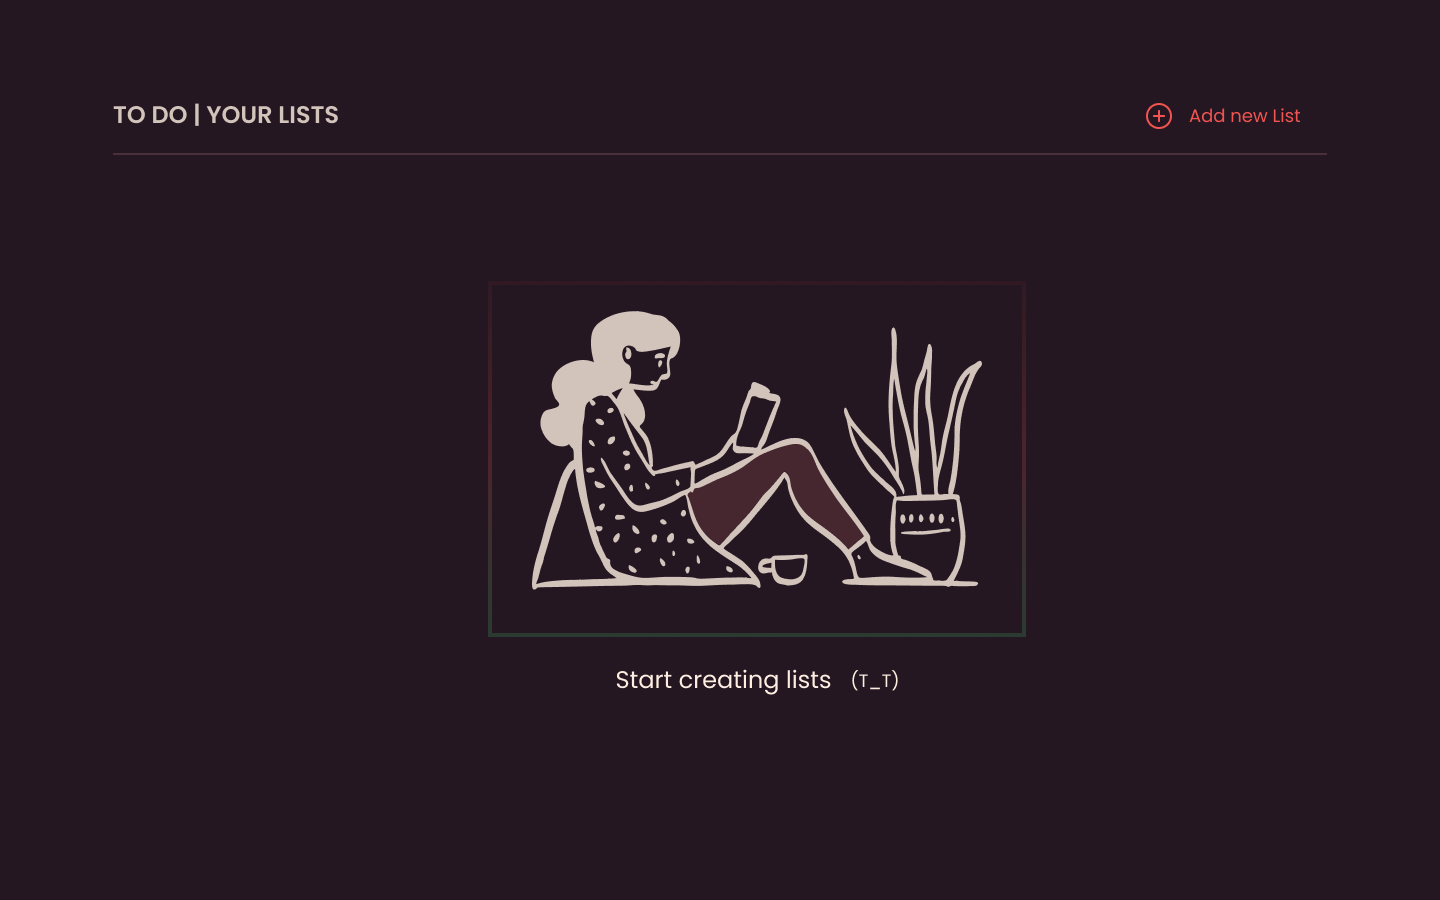 TO DO | YOUR LISTS
Add new List
Start creating lists (T_T)